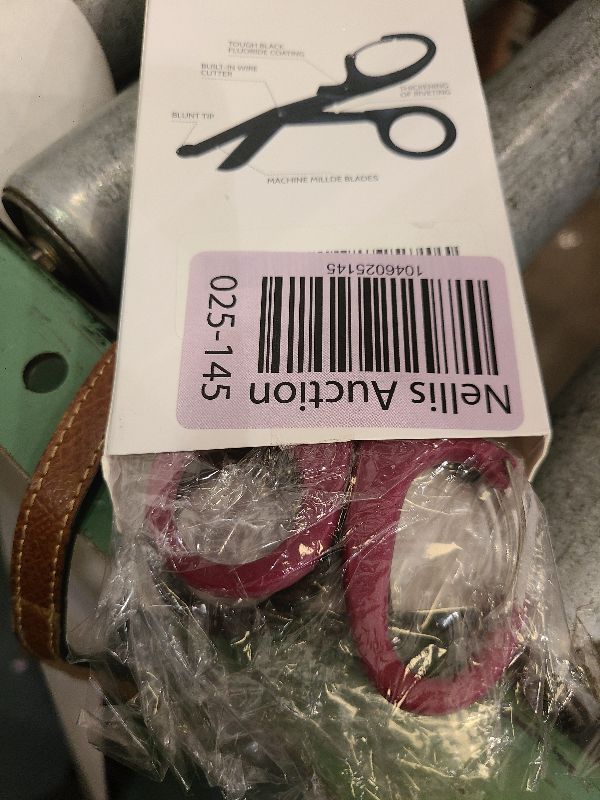 TOUGH BLACK
FLUORIDE COATING
BUILT-IN WIRE
CUTTER
THICKENING
OF RIVETING
BLUNT TIP
MACHINE MILLDE BLADES
1046025145
025-145
Nellis Auction